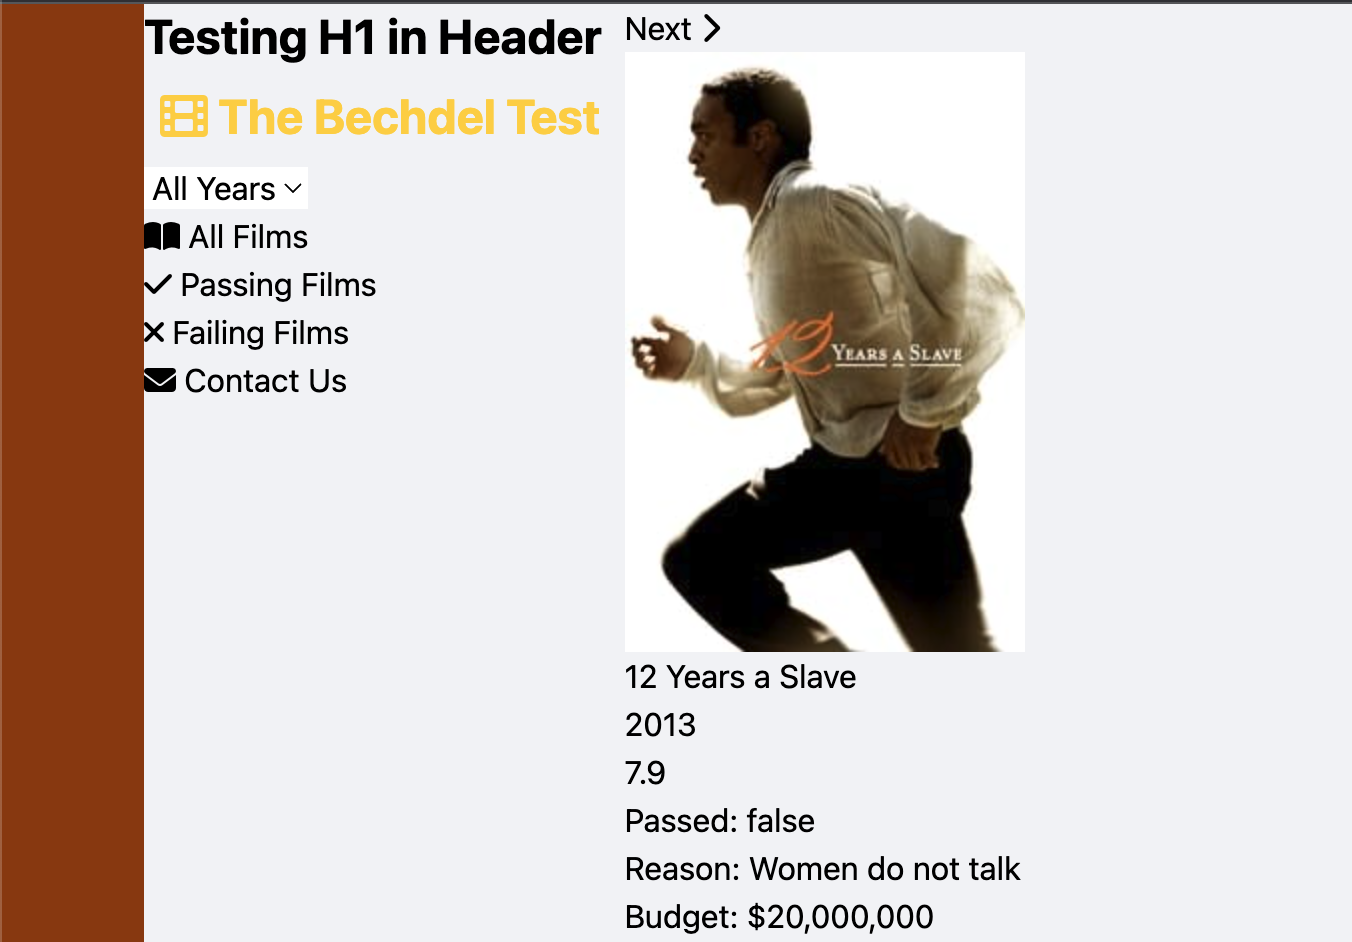 Testing H1 in Header
The Bechdel Test
All Years
All Films
Passing Films
Failing Films
Contact Us
Next
12 YEARS A SLAVE
12 Years a Slave
2013
7.9
Passed: false
Reason: Women do not talk
Budget: $20,000,000